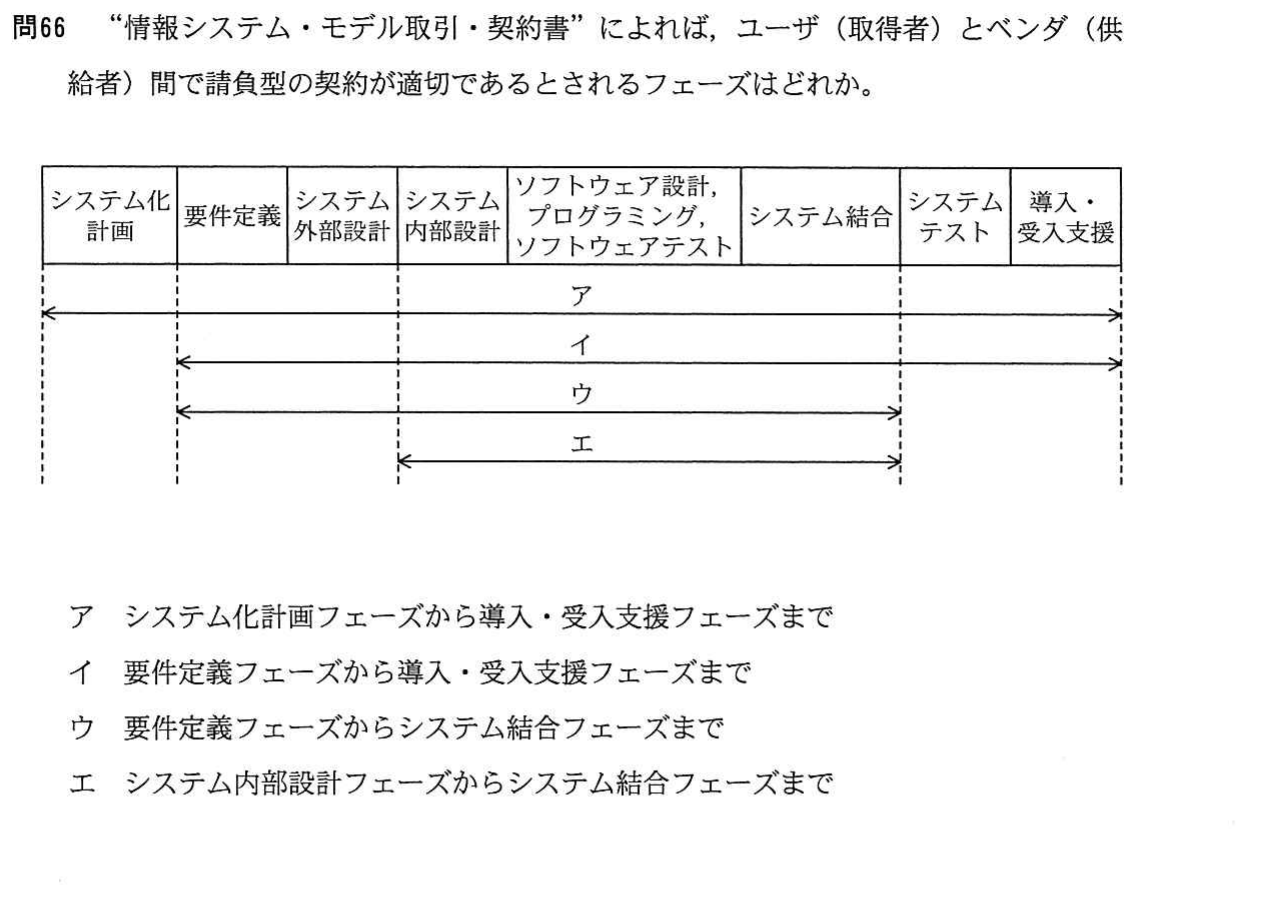 問66 “情報システム・モデル取引・契約書”によれば，ユーザ（取得者）とベンダ（供
給者）間で請負型の契約が適切であるとされるフェーズはどれか。
システム化
計画
要件定義
システム
外部設計
システム
内部設計
ソフトウェア設計，
プログラミング，
ソフトウェアテスト
システム結合
システム
テスト
導入・
受入支援
ア
イ
ウ
エ
ア システム化計画フェーズから導入・受入支援フェーズまで
イ 要件定義フェーズから導入・受入支援フェーズまで
ウ 要件定義フェーズからシステム結合フェーズまで
エ システム内部設計フェーズからシステム結合フェーズまで